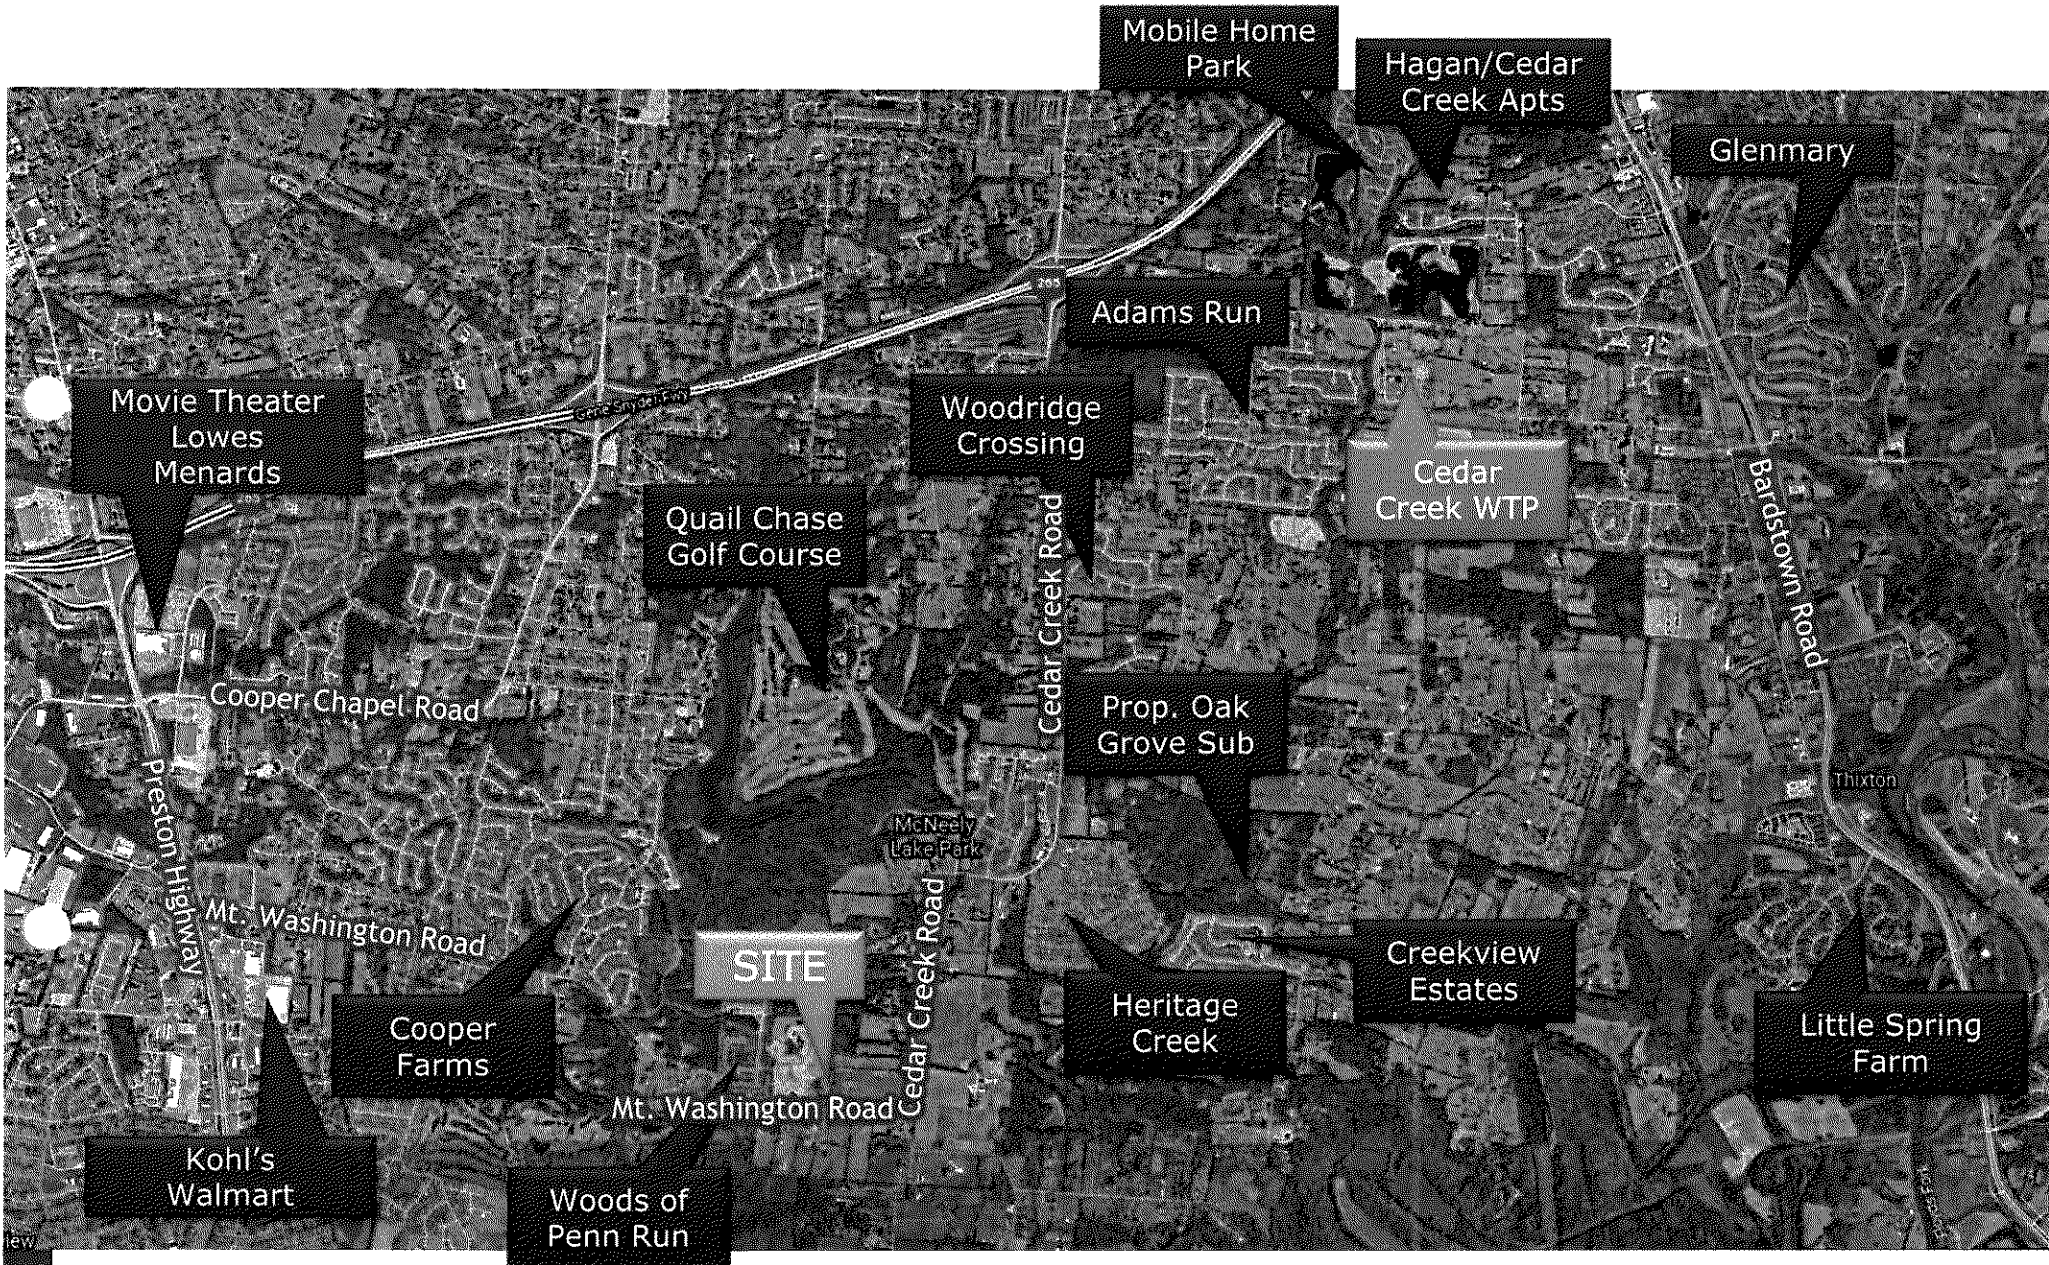 Mobile Home
Park
Hagan/Cedar
Creek Apts
Glenmary
265
Adams Run
Movie Theater
Lowes
Menards
Gene Snyder Fwy
Woodridge
Crossing
Cedar
Creek WTP
Bardstown Road
265
Quail Chase
Golf Course
Cedar Creek Road
Cooper Chapel Road
Prop. Oak
Grove Sub
Preston Highway
Thixton
McNeely
Lake Park
Mt. Washington Road
SITE
Cedar Creek Road
Creekview
Estates
Heritage
Creek
Cooper
Farms
Little Spring
Farm
Mt. Washington Road
Kohl's
Walmart
Woods of
Penn Run
iew